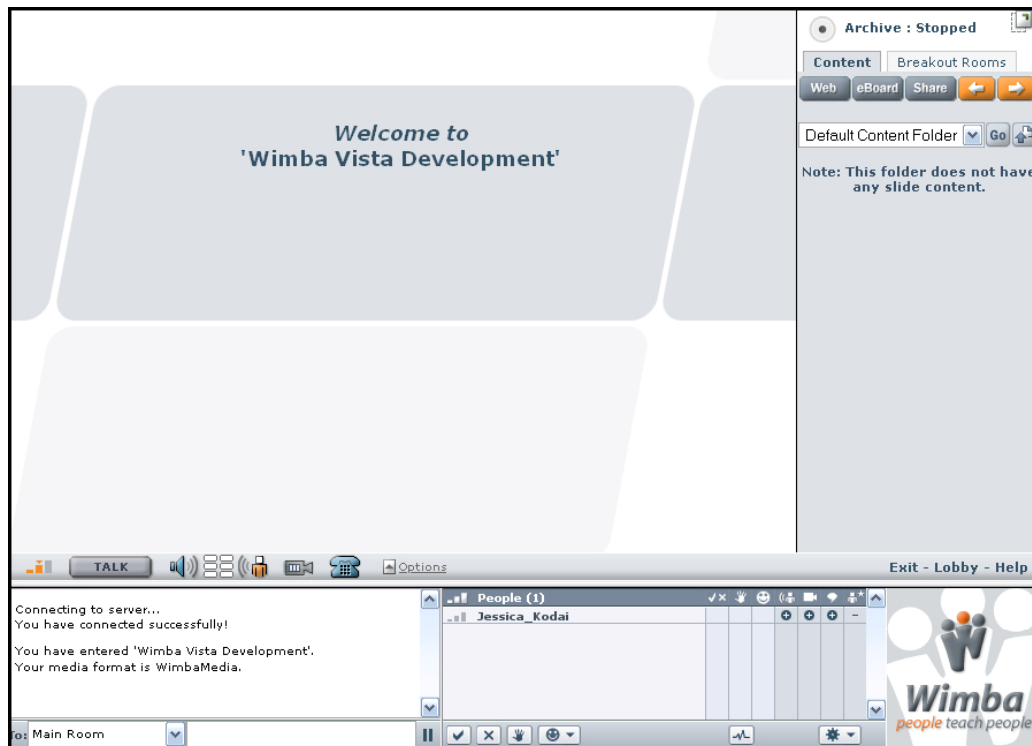 Archive : Stopped
Content
Breakout Rooms
Web
eBoard
Share
Welcome to
'Wimba Vista Development'
Default Content Folder
Go
Note: This folder does not have
any slide content.
TALK
Options
Exit - Lobby - Help
Connecting to server...
You have connected successfully!
You have entered 'Wimba Vista Development'.
Your media format is WimbaMedia.
People (1)
Jessica_Kodai
To: Main Room
Wimba
people teach people